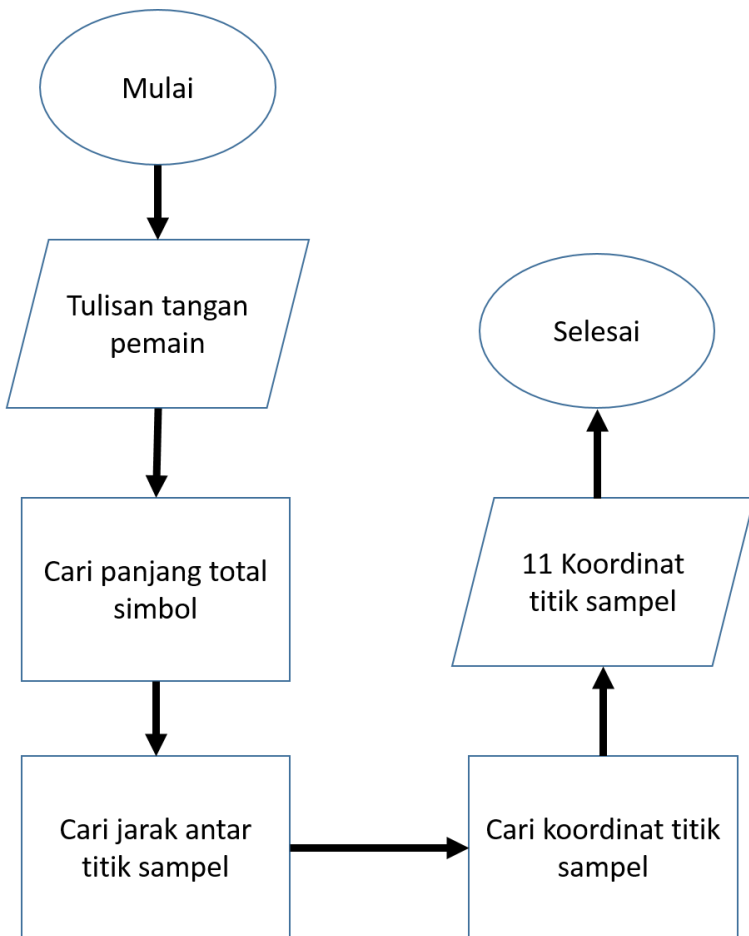 Mulai
Tulisan tangan
pemain
Cari panjang total
simbol
Cari jarak antar
titik sampel
Cari koordinat titik
sampel
11 Koordinat
titik sampel
Selesai